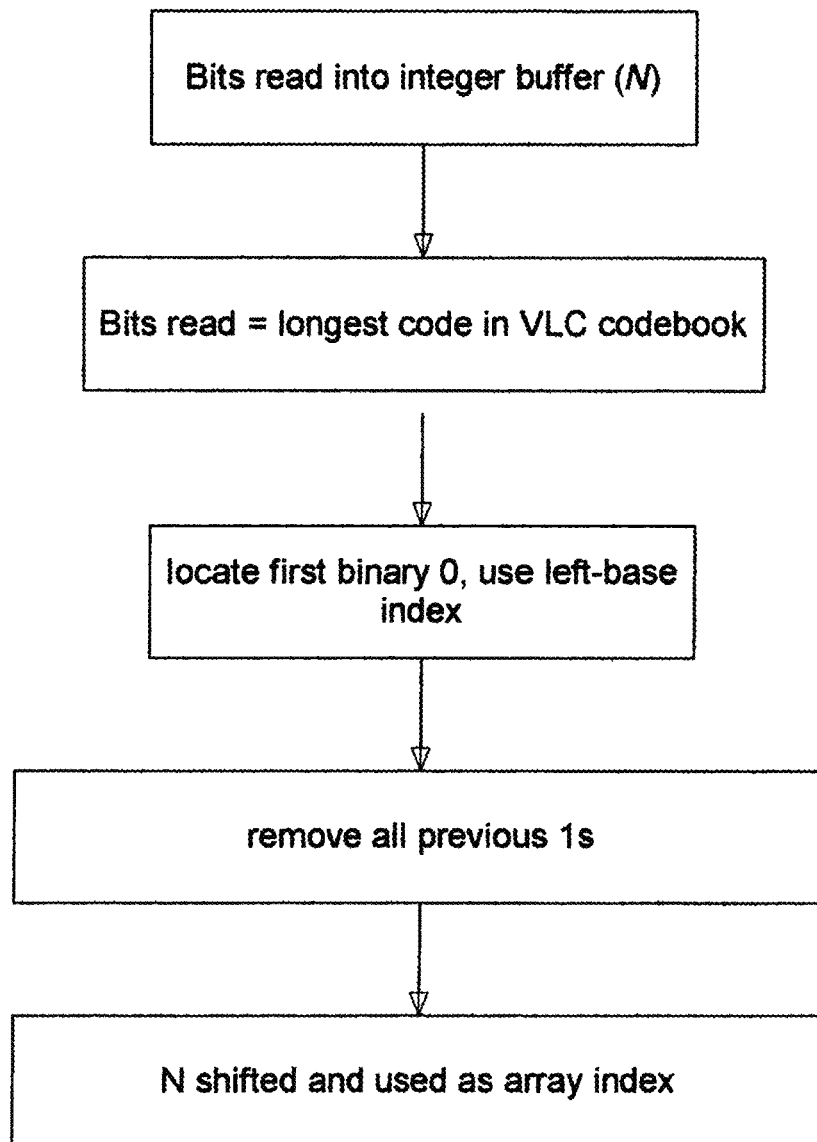 Bits read into integer buffer (N)
Bits read = longest code in VLC codebook
locate first binary 0, use left-base
index
remove all previous 1s
N shifted and used as array index